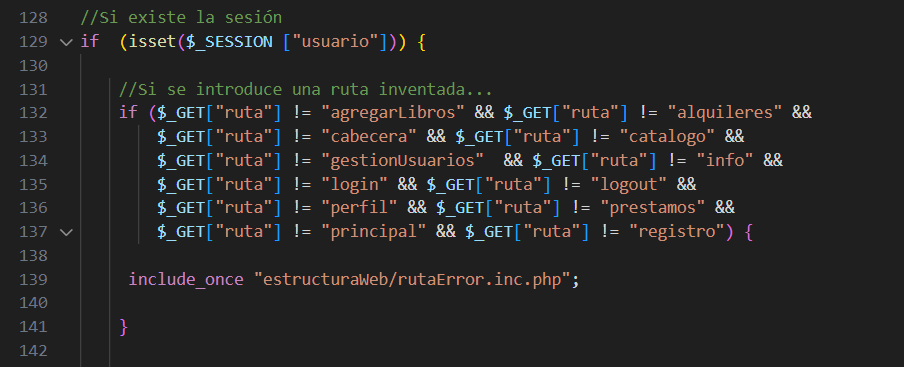 128 //Si existe la sesión
129 if  (isset($_SESSION ["usuario"])) {
130
131 //Si se introduce una ruta inventada...
132 if ($_GET["ruta"] != "agregarLibros" && $_GET["ruta"] != "alquileres" &&
133 $_GET["ruta"] != "cabecera" && $_GET["ruta"] != "catalogo" &&
134 $_GET["ruta"] != "gestionUsuarios"  && $_GET["ruta"] != "info" &&
135 $_GET["ruta"] != "login" && $_GET["ruta"] != "logout" &&
136 $_GET["ruta"] != "perfil" && $_GET["ruta"] != "prestamos" &&
137 $_GET["ruta"] != "principal" && $_GET["ruta"] != "registro") {
138
139 include_once "estructuraWeb/rutaError.inc.php";
140
141 }
142